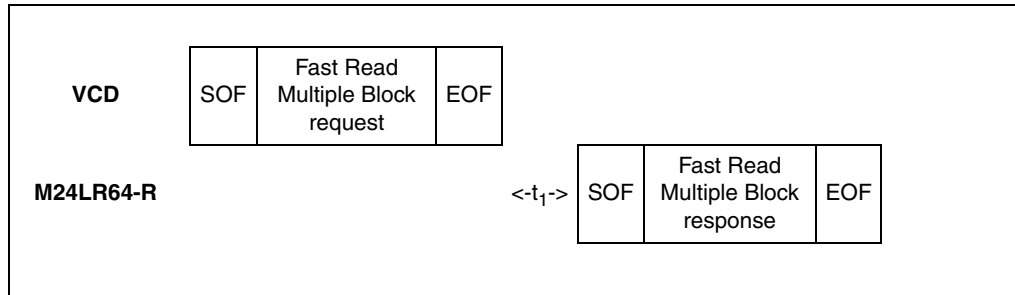 VCD
SOF
Fast Read
Multiple Block
request
EOF
M24LR64-R
<-t₁->
SOF
Fast Read
Multiple Block
response
EOF